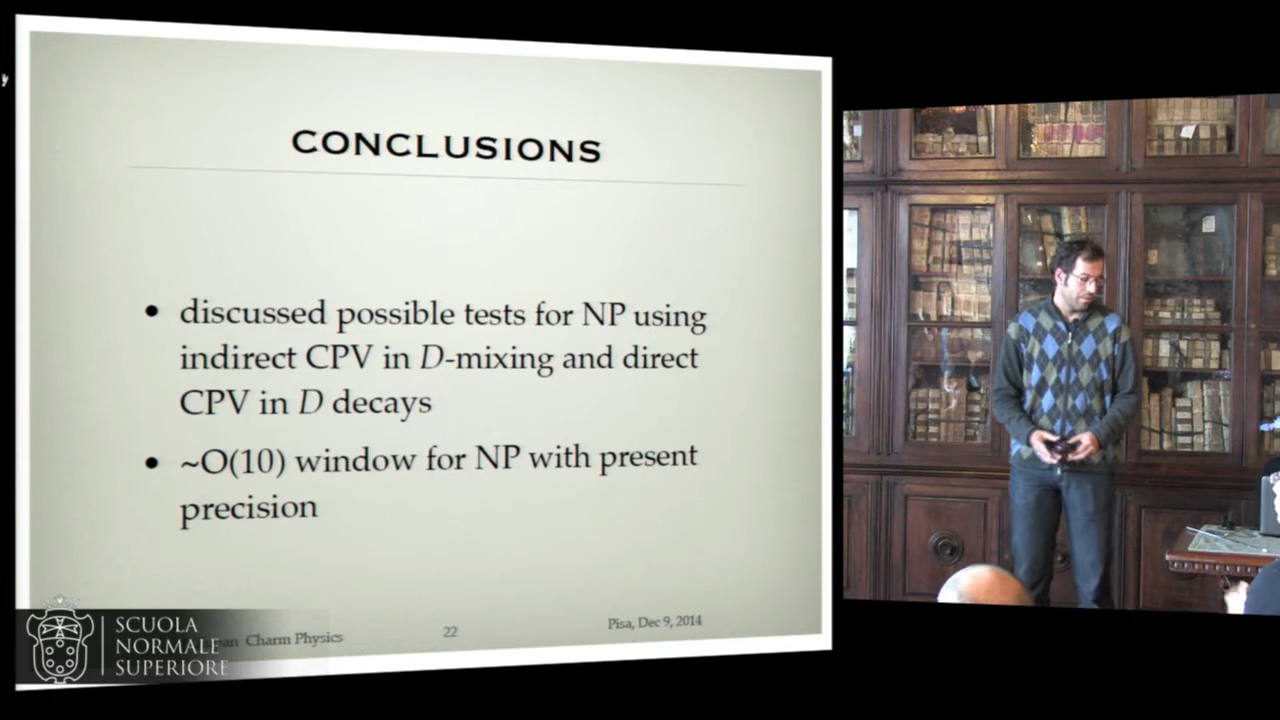 CONCLUSIONS
• discussed possible tests for NP using
indirect CPV in D-mixing and direct
CPV in D decays
• ~O(10) window for NP with present
precision
Charm Physics
22
Pisa, Dec 9, 2014
SCUOLA
NORMALE
SUPERIORE